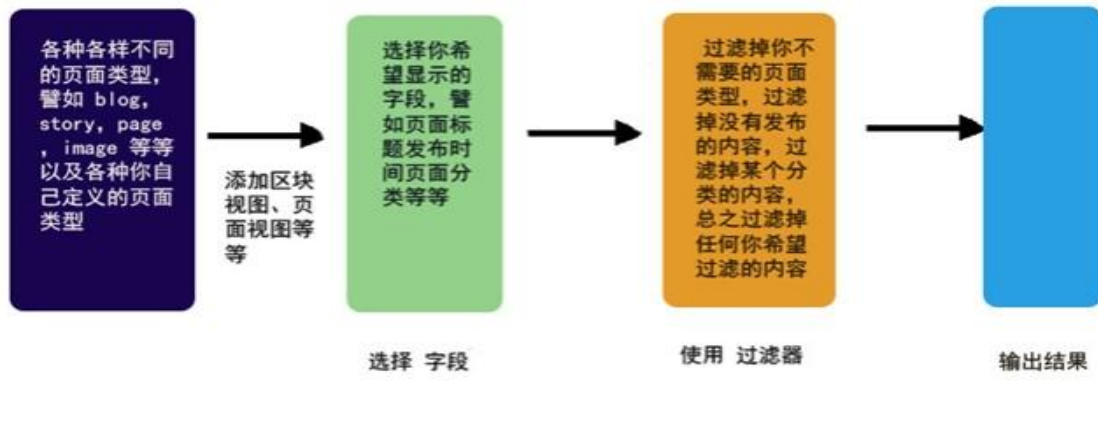 各种各样不同
的页面类型，
譬如 blog，
story，page
，image 等等
以及各种你自
己定义的页面
类型
添加区块
视图、页
面视图等
等
选择你希
望显示的
字段，譬
如页面标
题发布时
间页面分
类等等
选择 字段
过滤掉你不
需要的页面
类型，过滤
掉没有发布
的内容，过
滤掉某个分
类的内容，
总之过滤掉
任何你希望
过滤的内容
使用 过滤器
输出结果